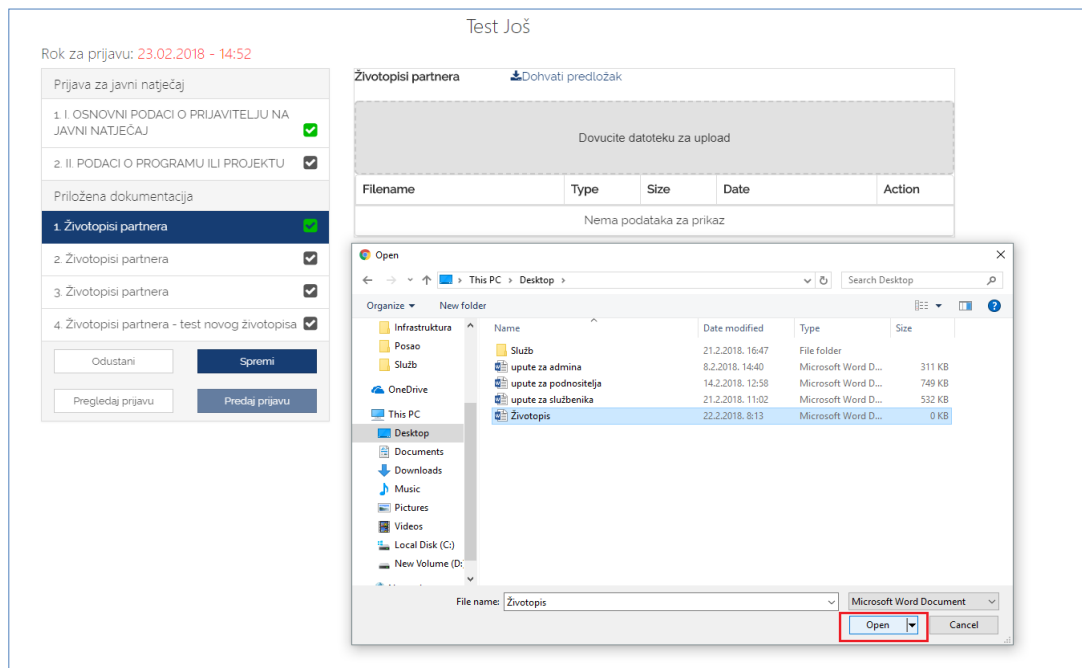 Test Još
Rok za prijavu: 23.02.2018 - 14:52
Prijava za javni natječaj
1. I. OSNOVNI PODACI O PRIJAVITELJU NA
JAVNI NATJEČAJ
2. II. PODACI O PROGRAMU ILI PROJEKTU
Priložena dokumentacija
1. Životopisi partnera
2. Životopisi partnera
3. Životopisi partnera
4. Životopisi partnera - test novog životopisa
Odustani Spremi
Pregledaj prijavu Predaj prijavu
Životopisi partnera Dohvati predložak
Dovucite datoteku za upload
Filename Type Size Date Action
Nema podataka za prikaz
Open
This PC > Desktop > Search Desktop
Organize New folder
Infrastruktura
Posao
Služb
OneDrive
This PC
Desktop
Documents
Downloads
Music
Pictures
Videos
Local Disk (C:)
New Volume (D:
Name Date modified Type Size
Služb 21.2.2018. 16:47 File folder
upute za admina 8.2.2018. 14:40 Microsoft Word D... 311 KB
upute za podnositelja 14.2.2018. 12:58 Microsoft Word D... 749 KB
upute za službenika 21.2.2018. 11:02 Microsoft Word D... 532 KB
Životopis 22.2.2018. 8:13 Microsoft Word D... 0 KB
File name: Životopis Microsoft Word Document
Open Cancel